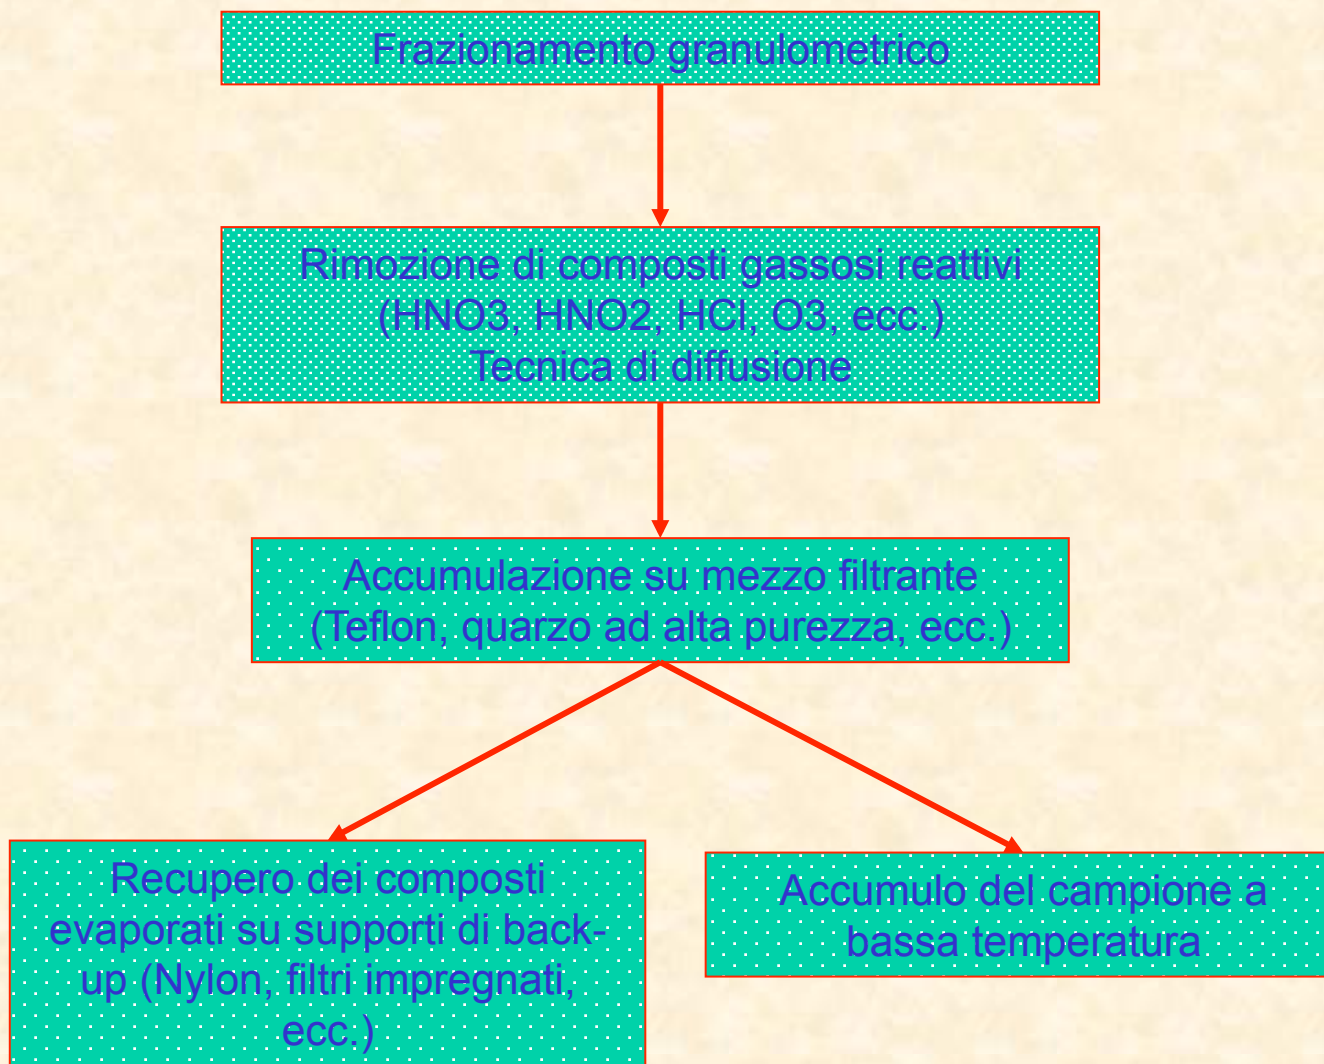 Frazionamento granulometrico
Rimozione di composti gassosi reattivi
(HNO3, HNO2, HCl, O3, ecc.)
Tecnica di diffusione
Accumulazione su mezzo filtrante
(Teflon, quarzo ad alta purezza, ecc.)
Recupero dei composti
evaporati su supporti di back-
up (Nylon, filtri impregnati,
ecc.)
Accumulo del campione a
bassa temperatura